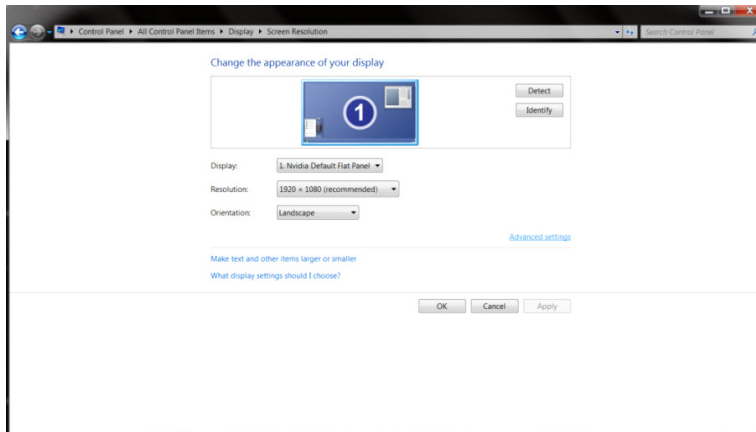 Control Panel ▸ All Control Panel Items ▸ Display ▸ Screen Resolution
Search Control Panel
Change the appearance of your display
1
Detect
Identify
Display: 1. Nvidia Default Flat Panel
Resolution: 1920 × 1080 (recommended)
Orientation: Landscape
Advanced settings
Make text and other items larger or smaller
What display settings should I choose?
OK Cancel Apply